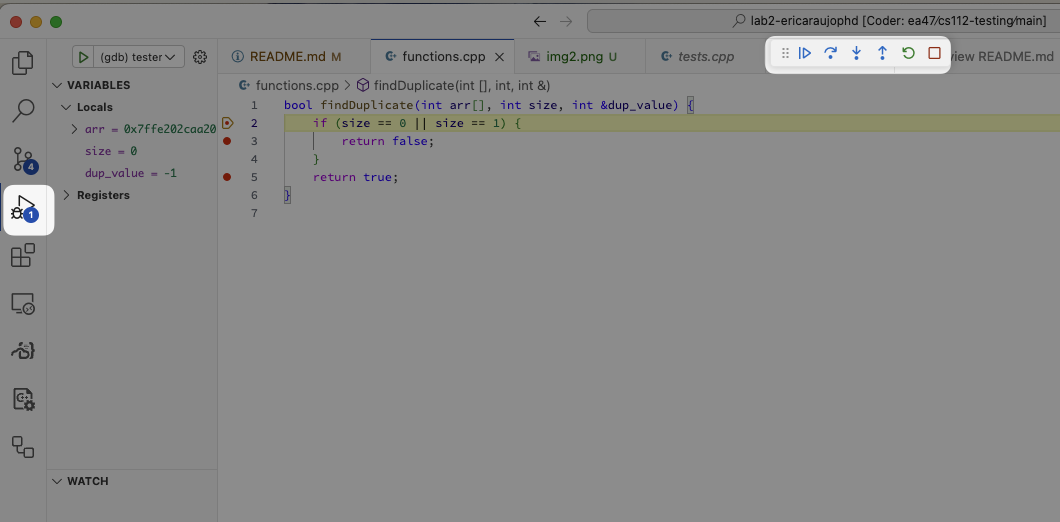 lab2-ericaraujophd [Coder: ea47/cs112-testing/main]
(gdb) tester
README.md M
functions.cpp
img2.png U
tests.cpp
view README.md
functions.cpp > findDuplicate(int [], int, int &)
VARIABLES
Locals
arr = 0x7ffe202caa20
size = 0
dup_value = -1
Registers
4
1
1 bool findDuplicate(int arr[], int size, int &dup_value) {
2 if (size == 0 || size == 1) {
3 return false;
4 }
5 return true;
6 }
7
WATCH